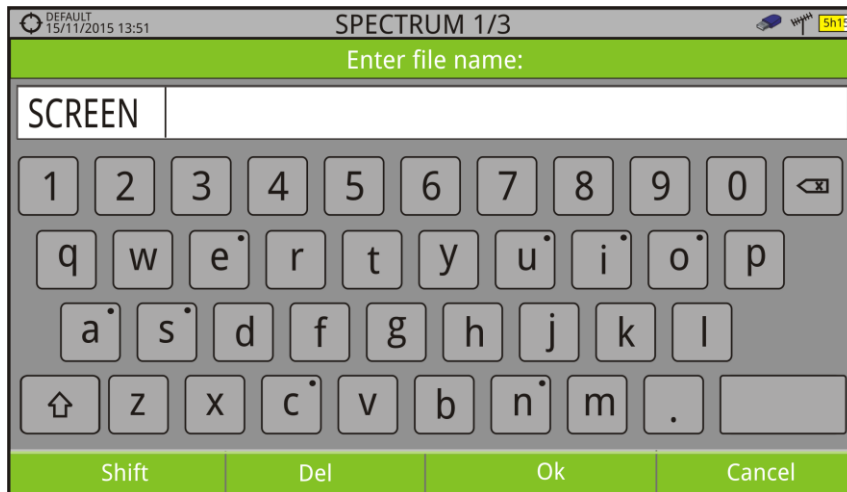 DEFAULT
15/11/2015 13:51
SPECTRUM 1/3
Enter file name:
SCREEN
1 2 3 4 5 6 7 8 9 0
q w e r t y u i o p
a s d f g h j k l
z x c v b n m .
Shift Del Ok Cancel